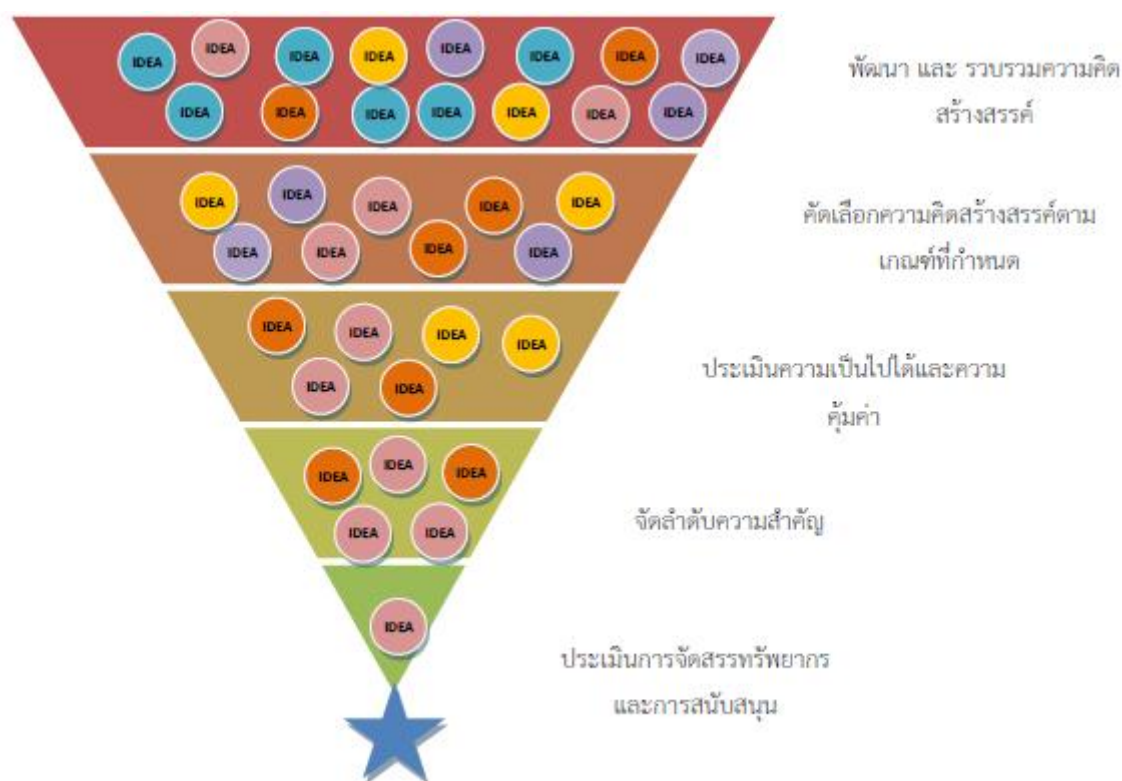 IDEA IDEA IDEA IDEA IDEA IDEA IDEA IDEA
IDEA IDEA IDEA IDEA IDEA IDEA IDEA
พัฒนา และ รวบรวมความคิด
สร้างสรรค์
IDEA IDEA IDEA IDEA IDEA
IDEA IDEA IDEA IDEA
คัดเลือกความคิดสร้างสรรค์ตาม
เกณฑ์ที่กำหนด
IDEA IDEA IDEA IDEA
IDEA IDEA
ประเมินความเป็นไปได้และความ
คุ้มค่า
IDEA IDEA IDEA
IDEA IDEA
จัดลำดับความสำคัญ
IDEA
ประเมินการจัดสรรทรัพยากร
และการสนับสนุน